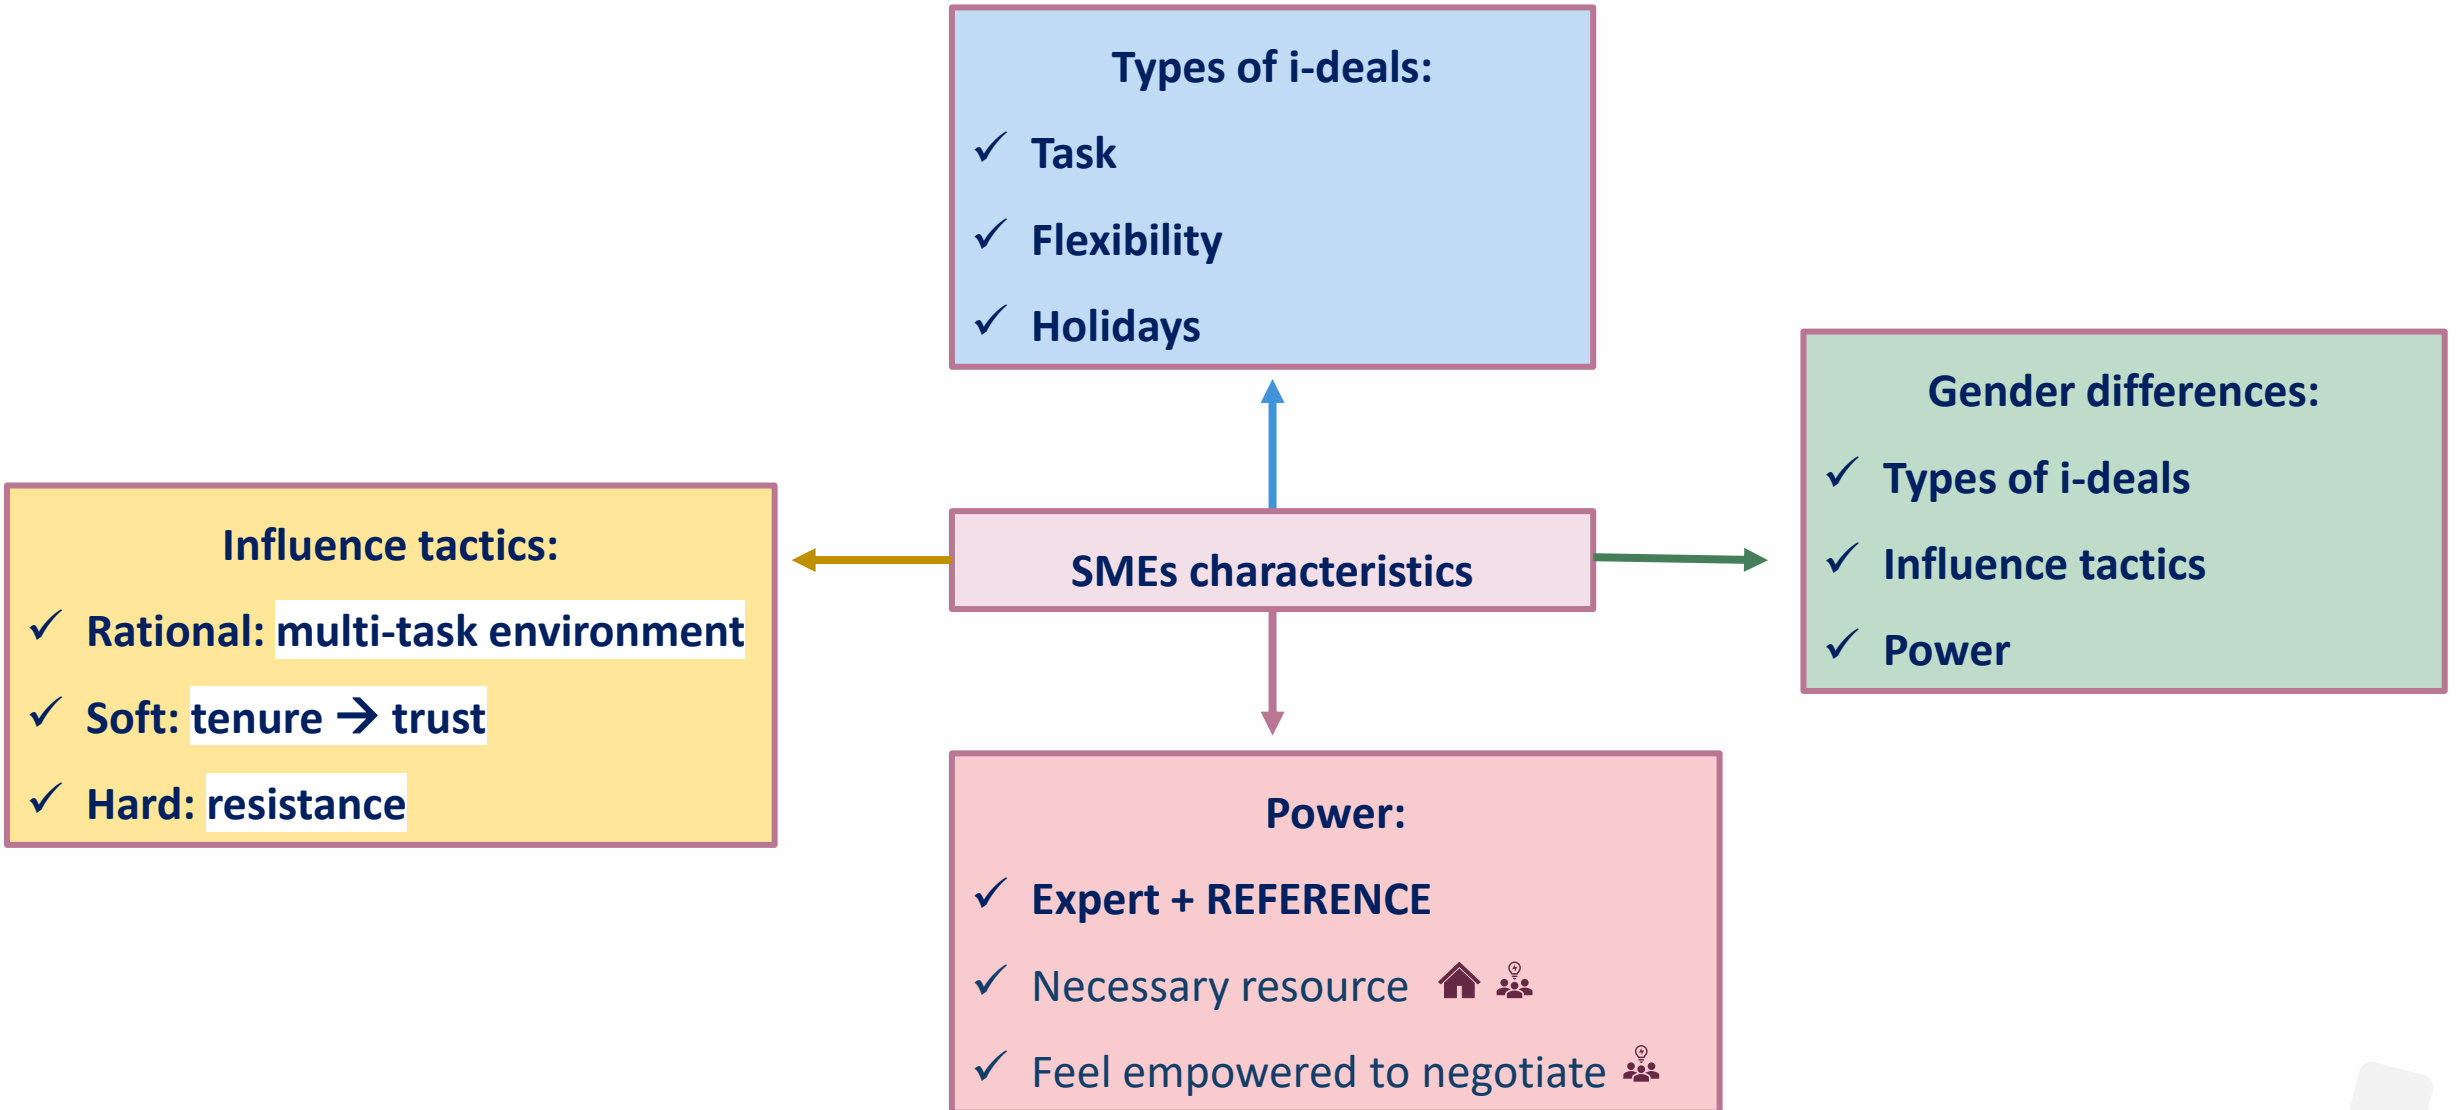 Types of i-deals:
✓ Task
✓ Flexibility
✓ Holidays
Gender differences:
✓ Types of i-deals
✓ Influence tactics
✓ Power
Influence tactics:
✓ Rational: multi-task environment
✓ Soft: tenure → trust
✓ Hard: resistance
SMEs characteristics
Power:
✓ Expert + REFERENCE
✓ Necessary resource
✓ Feel empowered to negotiate